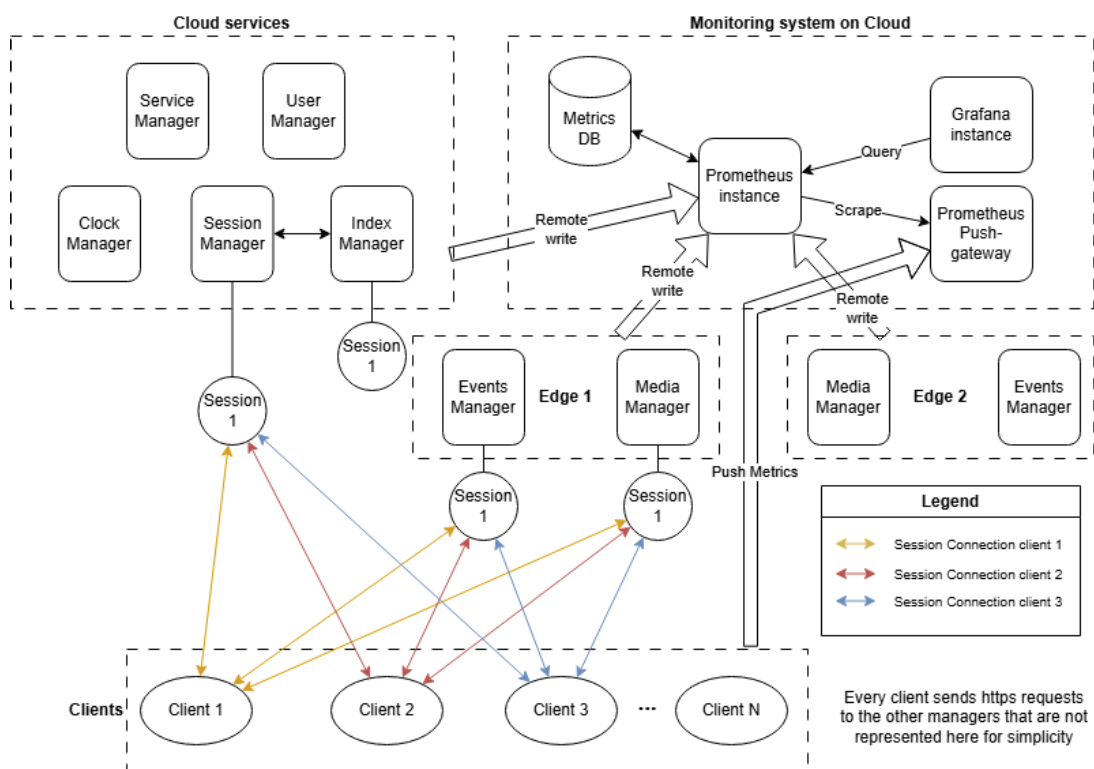 Cloud services
Monitoring system on Cloud
Service
Manager
User
Manager
Metrics
DB
Grafana
instance
Query
Prometheus
instance
Clock
Manager
Session
Manager
Index
Manager
Remote
write
Scrape
Prometheus
Push-
gateway
Remote
write
Remote
write
Session
1
Session
1
Events
Manager
Edge 1
Media
Manager
Media
Manager
Edge 2
Events
Manager
Push Metrics
Session
1
Session
1
Legend
Session Connection client 1
Session Connection client 2
Session Connection client 3
Clients
Client 1
Client 2
Client 3
...
Client N
Every client sends https requests
to the other managers that are not
represented here for simplicity